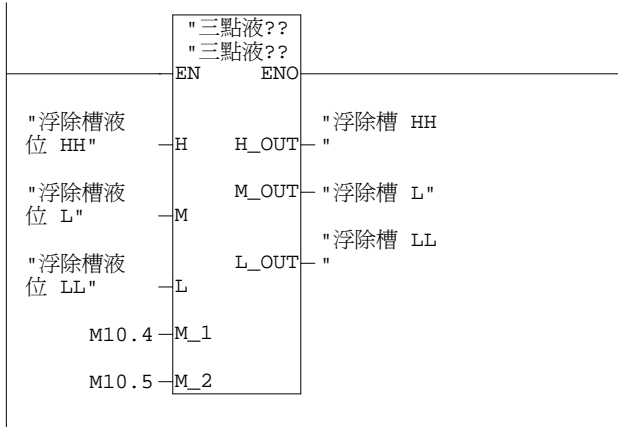 "三點液??
"三點液??
EN ENO
"浮除槽液
位 HH"
H H_OUT
"浮除槽 HH
"
"浮除槽液
位 L"
M M_OUT
"浮除槽 L"
"浮除槽液
位 LL"
L L_OUT
"浮除槽 LL
"
M10.4 M_1
M10.5 M_2